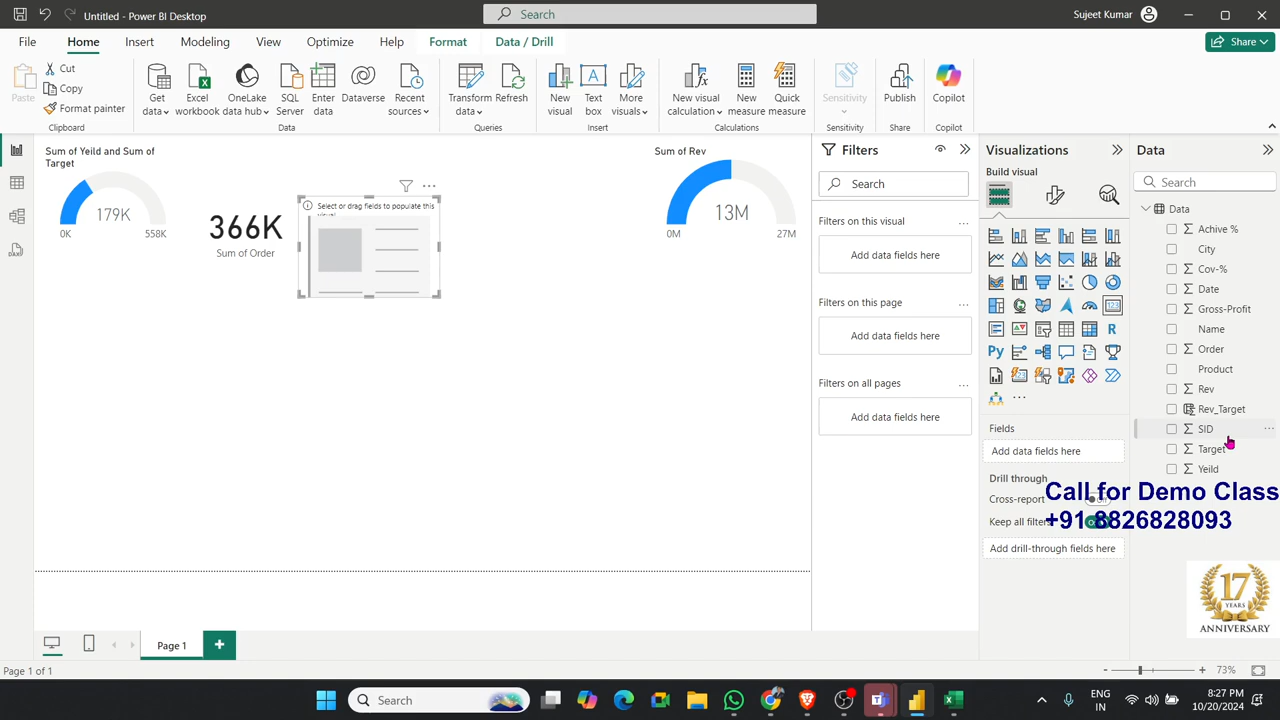 Untitled - Power BI Desktop
Search
Sujeet Kumar
File
Home
Insert
Modeling
View
Optimize
Help
Format
Data / Drill
Share
Paste
Cut
Copy
Format painter
Clipboard
Get data
Excel workbook
OneLake data hub
SQL Server
Enter data
Dataverse
Recent sources
Data
Transform data
Refresh
Queries
New visual
Text box
More visuals
Insert
New visual calculation
New measure
Quick measure
Calculations
Sensitivity
Sensitivity
Publish
Share
Copilot
Copilot
Sum of Yeild and Sum of
Target
179K
0K
558K
366K
Sum of Order
Select or drag fields to populate this
Sum of Rev
13M
0M
27M
Filters
Search
Filters on this visual
Add data fields here
Filters on this page
Add data fields here
Filters on all pages
Add data fields here
Visualizations
Build visual
123
R
Py
Fields
Add data fields here
Drill through
Cross-report
Keep all filters
Add drill-through fields here
Data
Search
Data
Achive %
City
Cov-%
Date
Gross-Profit
Name
Order
Product
Rev
Rev_Target
SID
Target
Yeild
Call for Demo Class
+91 8826828093
17
YEARS
ANNIVERSARY
Page 1
Page 1 of 1
73%
Search
ENG
IN
8:27 PM
10/20/2024